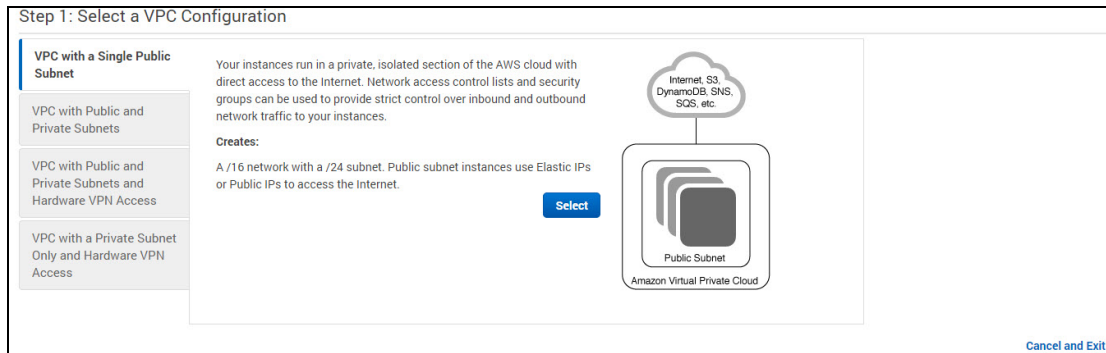 Step 1: Select a VPC Configuration
VPC with a Single Public
Subnet
VPC with Public and
Private Subnets
VPC with Public and
Private Subnets and
Hardware VPN Access
VPC with a Private Subnet
Only and Hardware VPN
Access
Your instances run in a private, isolated section of the AWS cloud with
direct access to the Internet. Network access control lists and security
groups can be used to provide strict control over inbound and outbound
network traffic to your instances.
Creates:
A /16 network with a /24 subnet. Public subnet instances use Elastic IPs
or Public IPs to access the Internet.
Select
Internet, S3,
DynamoDB, SNS,
SQS, etc.
Public Subnet
Amazon Virtual Private Cloud
Cancel and Exit